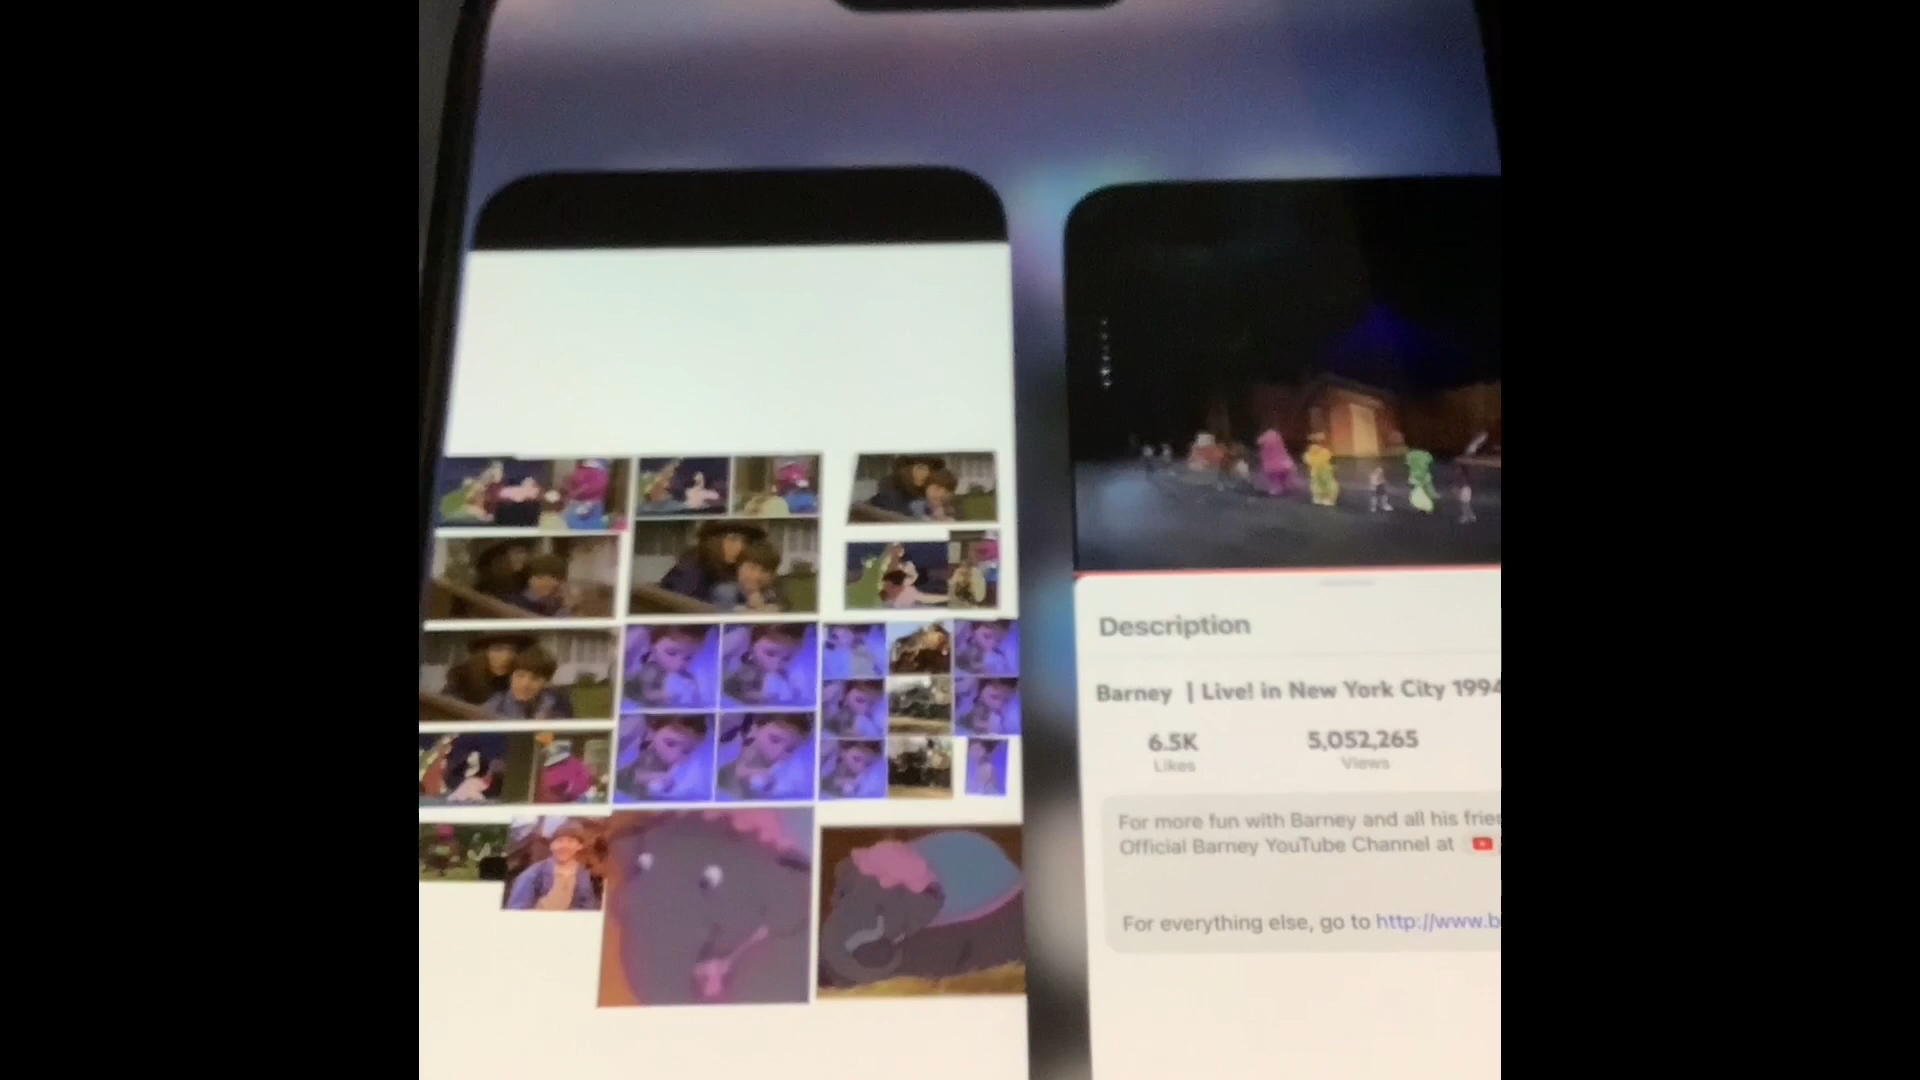 Description
Barney | Live! in New York City 1994
6.5K
Likes
5,052,265
Views
For more fun with Barney and all his
Official Barney YouTube Channel at
For everything else, go to http://www.b